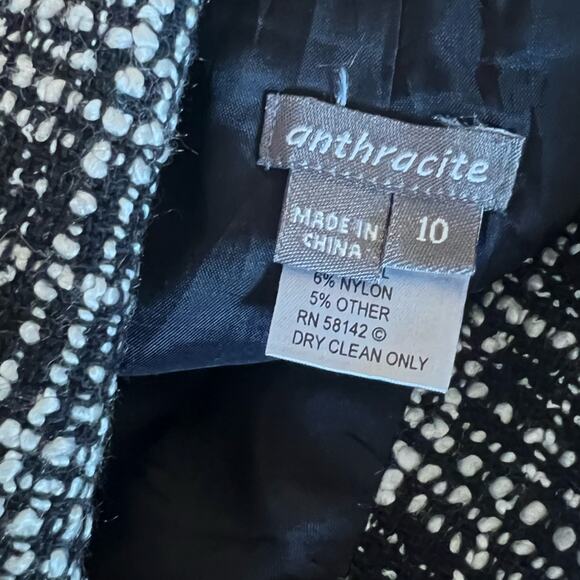 anthracite
MADE IN
CHINA
10
6% NYLON
5% OTHER
RN 58142 ©
DRY CLEAN ONLY